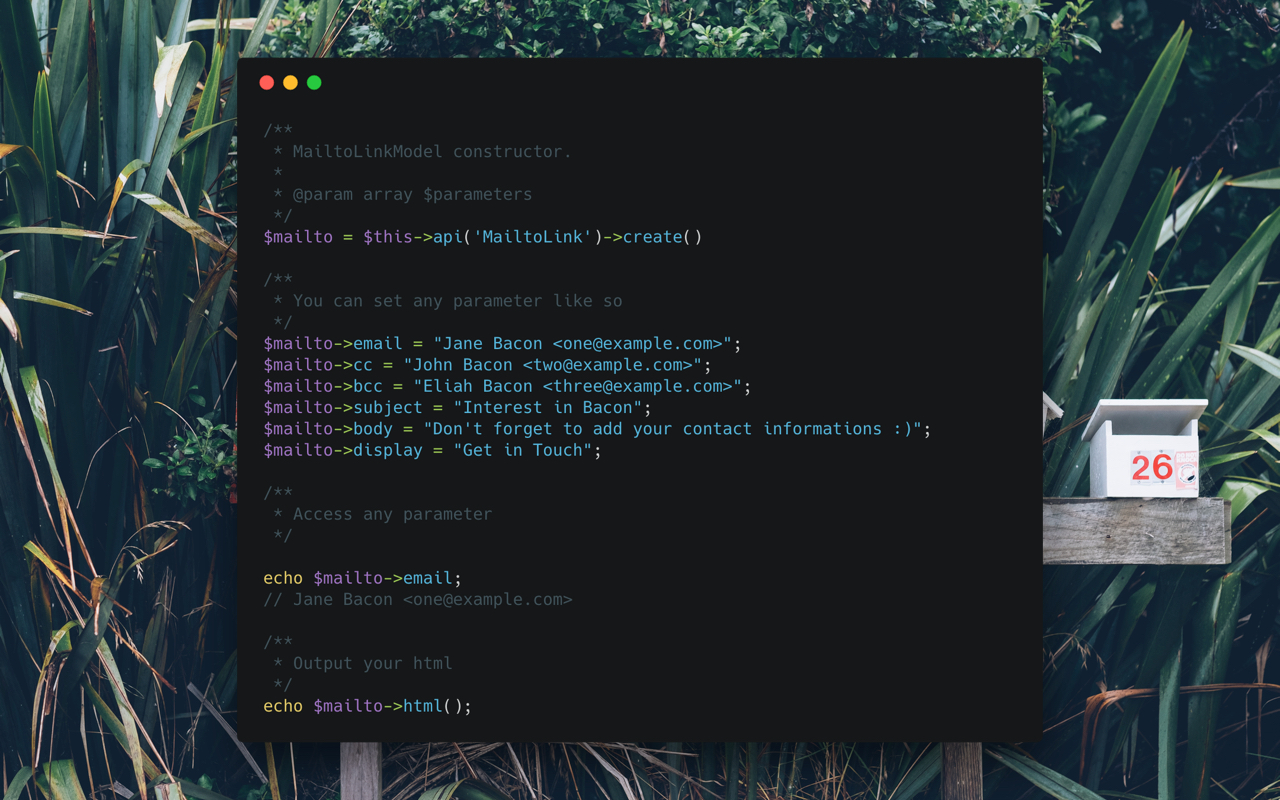 /**
 * MailtoLinkModel constructor.
 *
 * @param array $parameters
 */
$mailto = $this->api('MailtoLink')->create()
/**
 * You can set any parameter like so
 */
$mailto->email = "Jane Bacon <one@example.com>";
$mailto->cc = "John Bacon <two@example.com>";
$mailto->bcc = "Eliah Bacon <three@example.com>";
$mailto->subject = "Interest in Bacon";
$mailto->body = "Don't forget to add your contact informations :)";
$mailto->display = "Get in Touch";
/**
 * Access any parameter
 */
echo $mailto->email;
// Jane Bacon <one@example.com>
/**
 * Output your html
 */
echo $mailto->html();
26